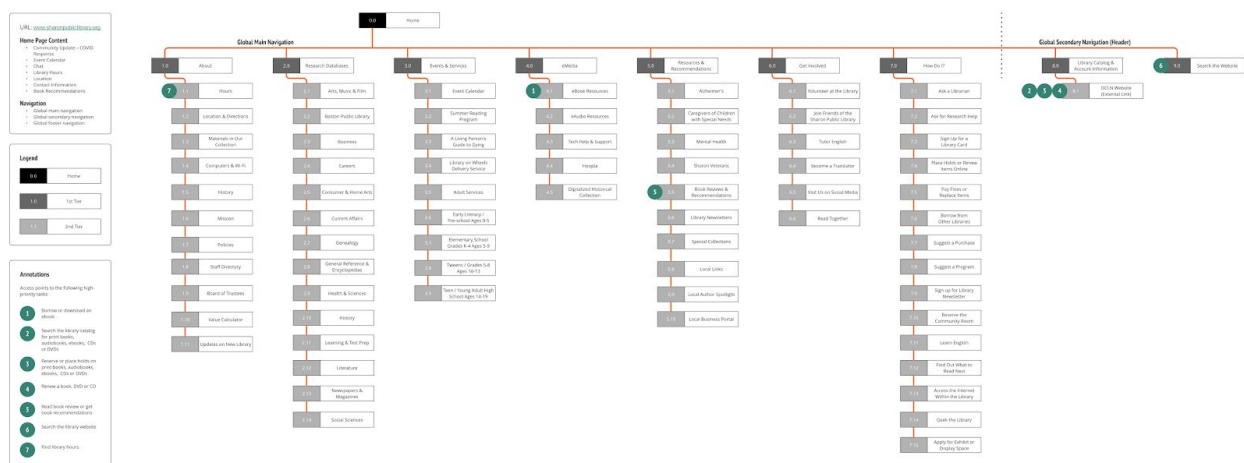 0.0 Home
URL: www.sharonpubliclibrary.org
Home Page Content
Community Update - COVID
Response
Event Calendar
Chat
Library Hours
Location
Contact Information
Book Recommendations
Navigation
Global main navigation
Global secondary navigation
Global footer navigation
Legend
0.0 Home
1.0 1st Tier
1.1 2nd Tier
Annotations
Access points to the following high-
priority tasks:
1 Borrow or download an
ebook
2 Search the library catalog
for print books,
audiobooks, ebooks, CDs
or DVDs
3 Reserve or place holds on
print books, audiobooks,
ebooks, CDs or DVDs
4 Renew a book, DVD or CD
5 Read book review or get
book recommendations
6 Search the library website
7 Find library hours
Global Main Navigation
1.0 About
7 1.1 Hours
1.2 Location & Directions
1.3 Materials in Our
Collection
1.4 Computers & Wi-Fi
1.5 History
1.6 Mission
1.7 Policies
1.8 Staff Directory
1.9 Board of Trustees
1.10 Value Calculator
1.11 Updates on New Library
2.0 Research Databases
2.1 Arts, Music & Film
2.2 Boston Public Library
2.3 Business
2.4 Careers
2.5 Consumer & Home Arts
2.6 Current Affairs
2.7 Genealogy
2.8 General Reference &
Encyclopedias
2.9 Health & Sciences
2.10 History
2.11 Learning & Test Prep
2.12 Literature
2.13 Newspapers &
Magazines
2.14 Social Sciences
3.0 Events & Services
3.1 Event Calendar
3.2 Summer Reading
Program
3.3 A Living Person's
Guide to Dying
3.4 Library on Wheels
Delivery Service
3.5 Adult Services
3.6 Early Literacy /
Pre-school Ages 0-5
3.7 Elementary School
Grades K-4 Ages 5-9
3.8 Tweens / Grades 5-8
Ages 10-13
3.9 Teen / Young Adult High
School Ages 14-19
4.0 eMedia
1 4.1 eBook Resources
4.2 eAudio Resources
4.3 Tech Help & Support
4.4 Hoopla
4.5 Digitalized Historical
Collection
5.0 Resources &
Recommendations
5.1 Alzheimer's
5.2 Caregivers of Children
with Special Needs
5.3 Mental Health
5.4 Sharon Veterans
5 5.5 Book Reviews &
Recommendations
5.6 Library Newsletters
5.7 Special Collections
5.8 Local Links
5.9 Local Author Spotlight
5.10 Local Business Portal
6.0 Get Involved
6.1 Volunteer at the Library
6.2 Join Friends of the
Sharon Public Library
6.3 Tutor English
6.4 Become a Translator
6.5 Visit Us on Social Media
6.6 Read Together
7.0 How Do I?
7.1 Ask a Librarian
7.2 Ask for Research Help
7.3 Sign Up for a
Library Card
7.4 Place Holds or Renew
Items Online
7.5 Pay Fines or
Replace Items
7.6 Borrow from
Other Libraries
7.7 Suggest a Purchase
7.8 Suggest a Program
7.9 Sign up for Library
Newsletter
7.10 Reserve the
Community Room
7.11 Learn English
7.12 Find Out What to
Read Next
7.13 Access the Internet
Within the Library
7.14 Geek the Library
7.15 Apply for Exhibit or
Display Space
Global Secondary Navigation (Header)
8.0 Library Catalog &
Account Information
2 3 4 8.1 OCLN Website
(External Link)
6 9.0 Search the Website